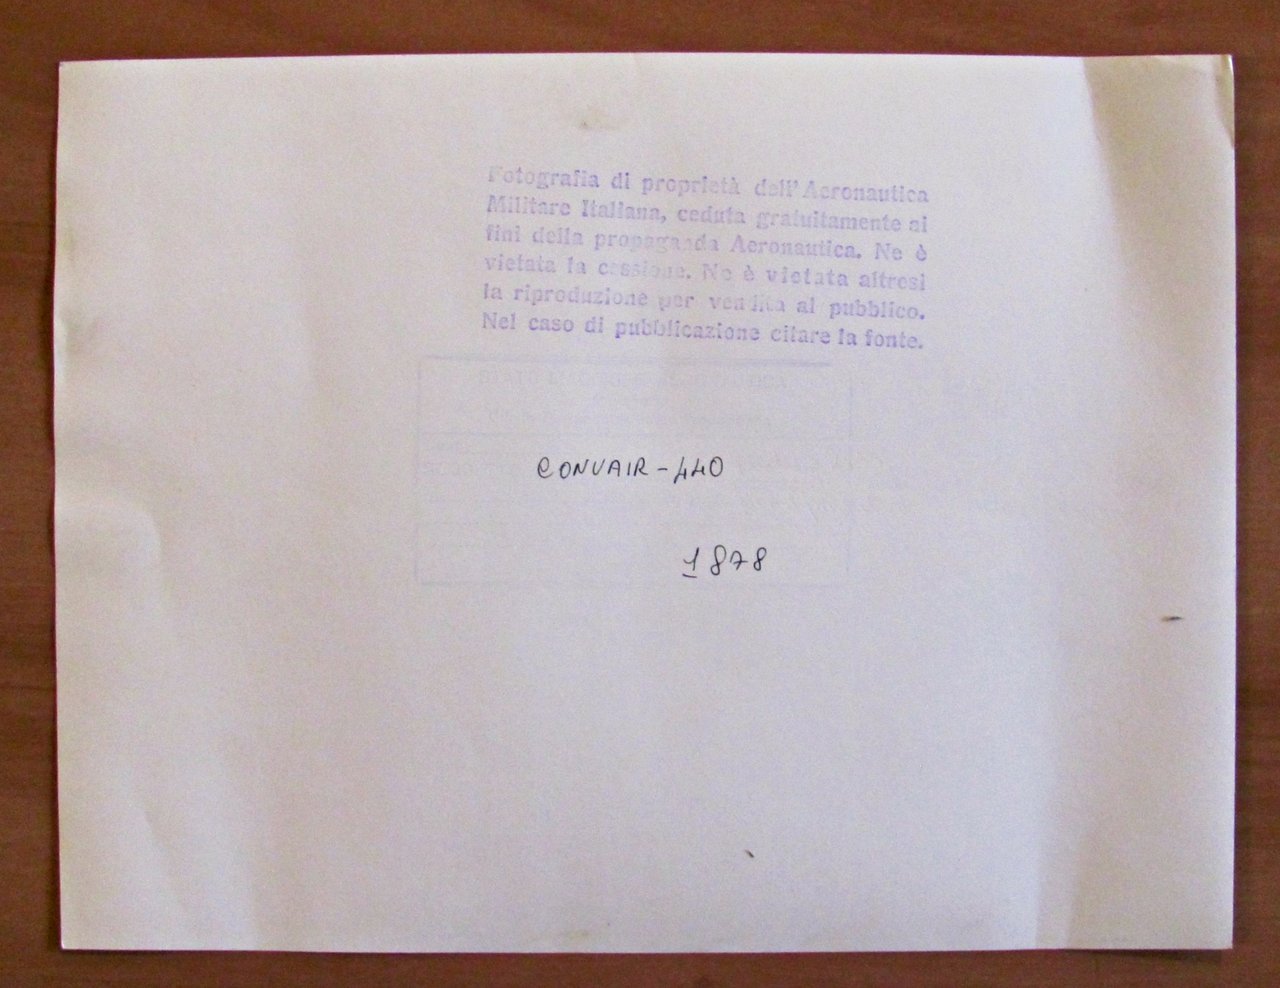 Fotografia di proprietà dell'Aeronautica
Militare Italiana, ceduta gratuitamente ai
fini della propaganda Aeronautica. Ne è
vietata la cessione. Ne è vietata altresì
la riproduzione per vendita al pubblico.
Nel caso di pubblicazione citare la fonte.
CONVAIR-440
1878